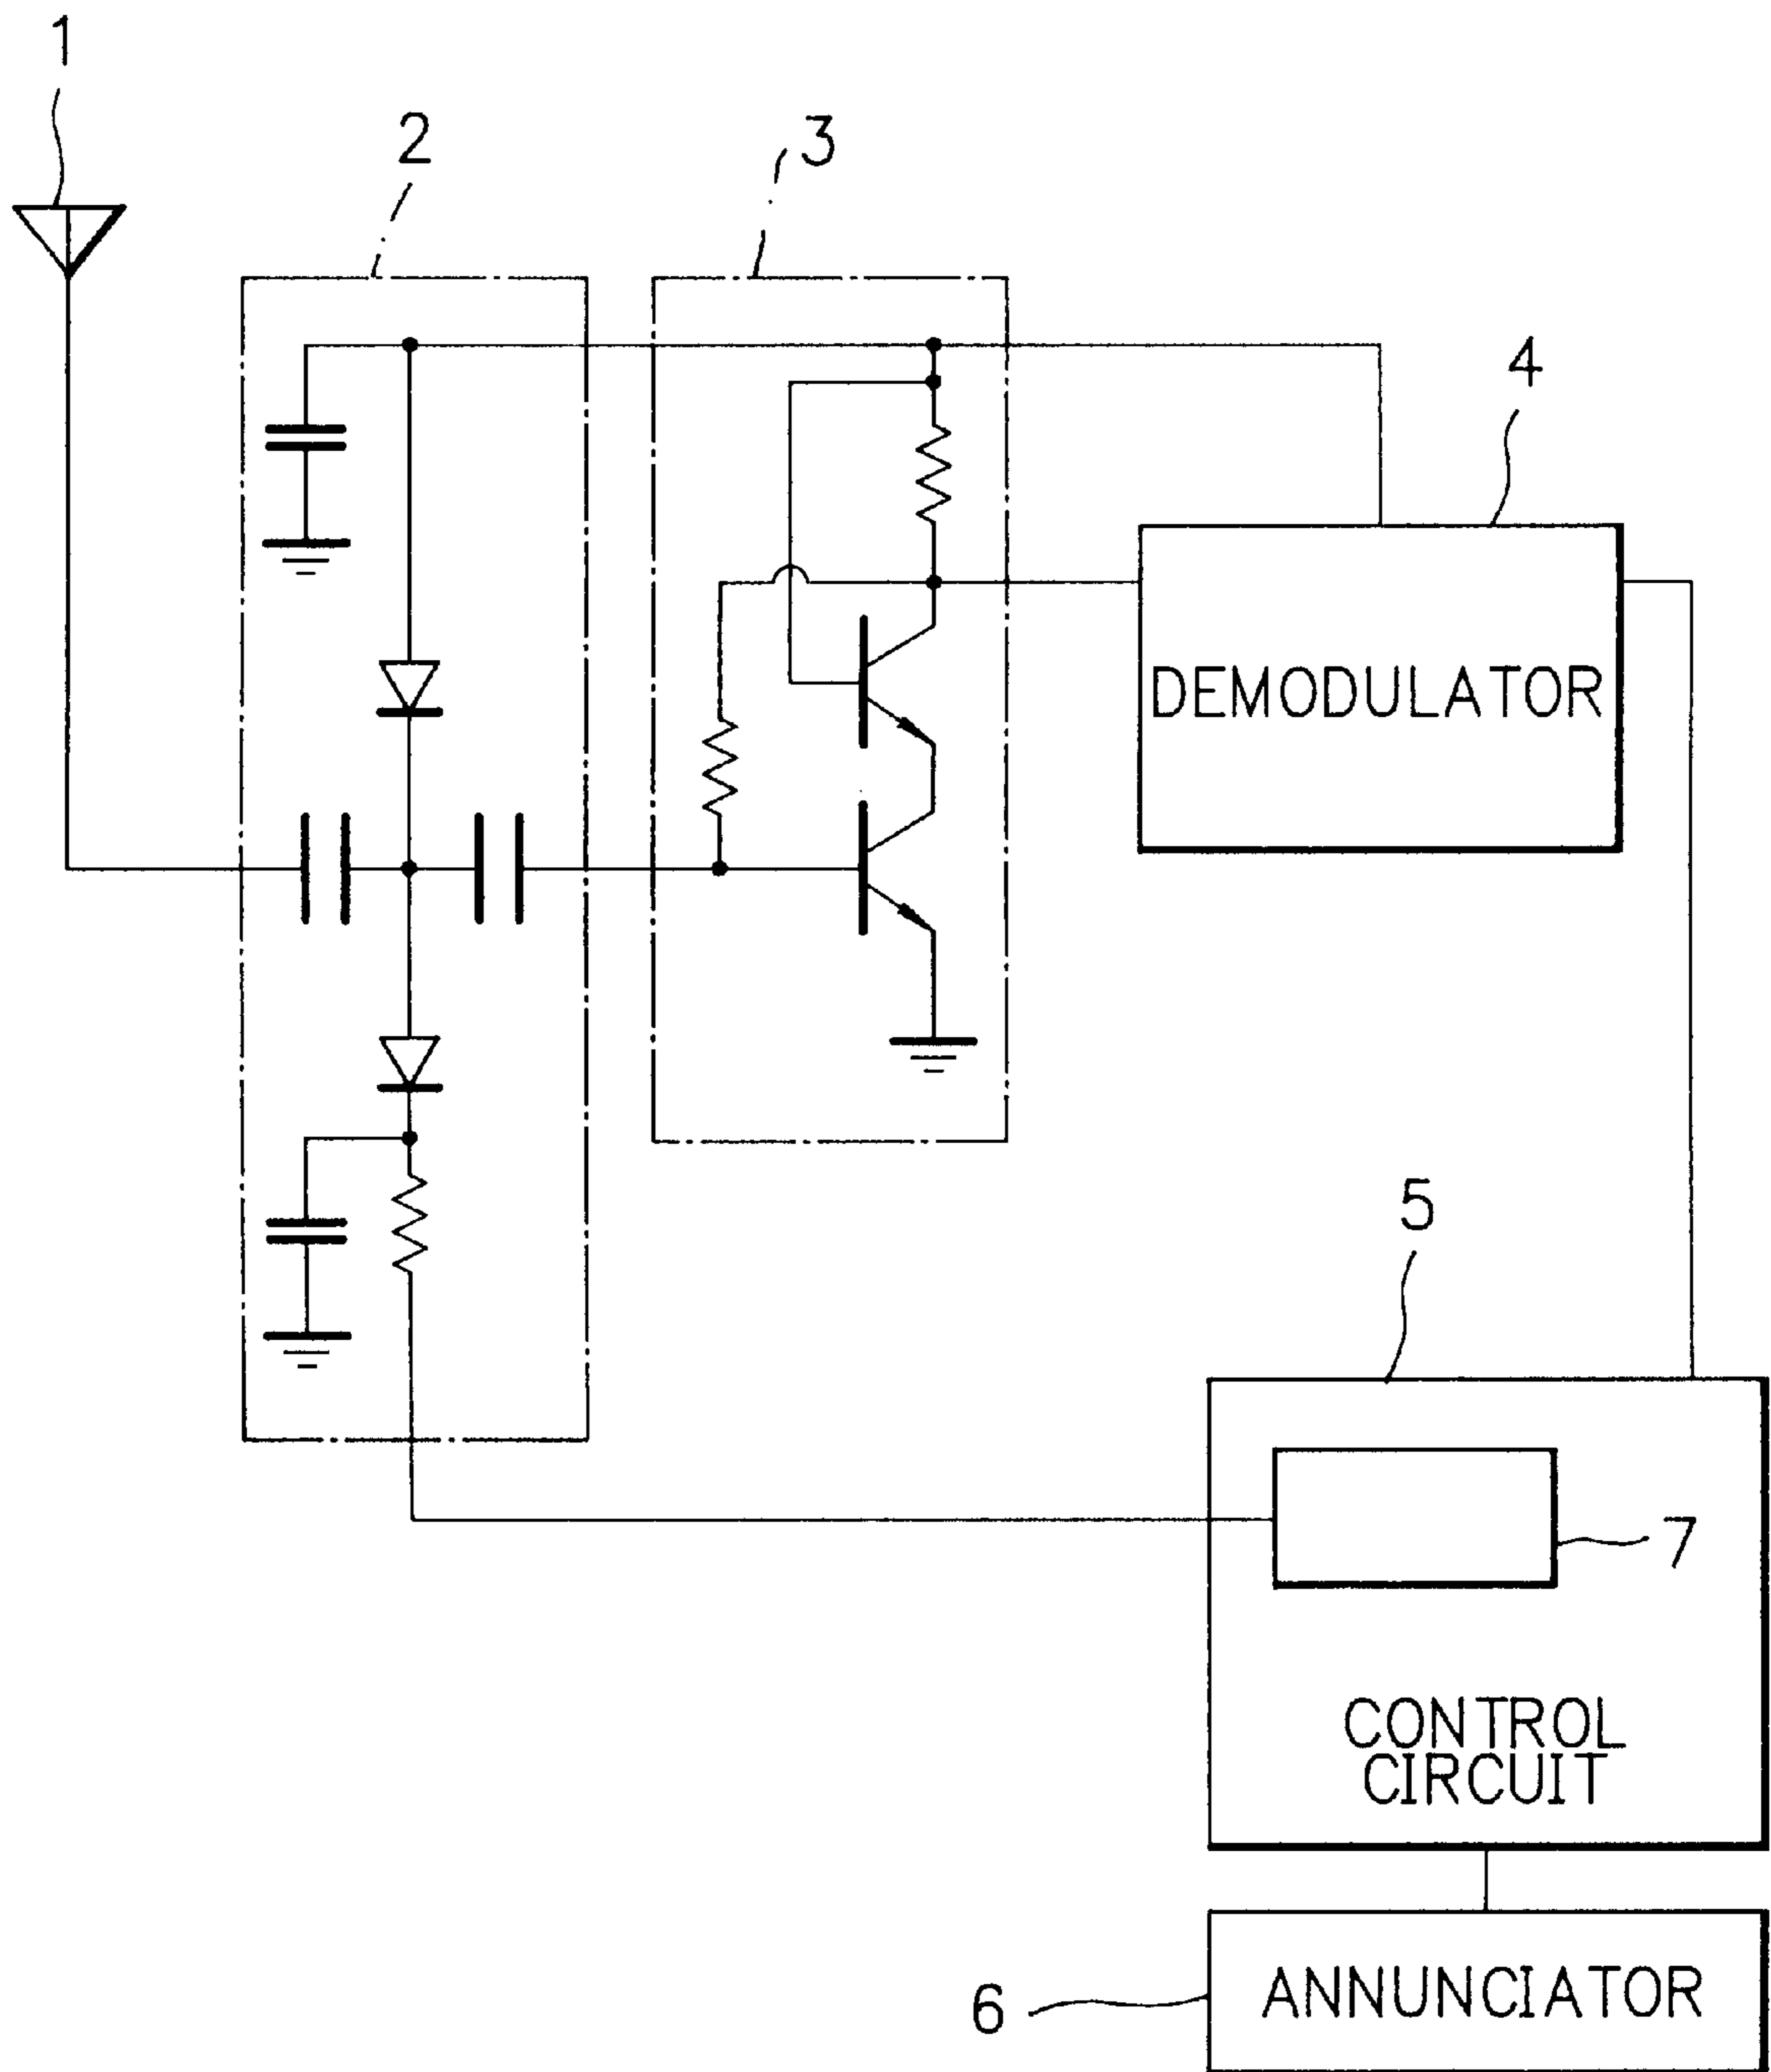 1
2
3
4
DEMODULATOR
5
7
CONTROL
CIRCUIT
6
ANNUNCIATOR